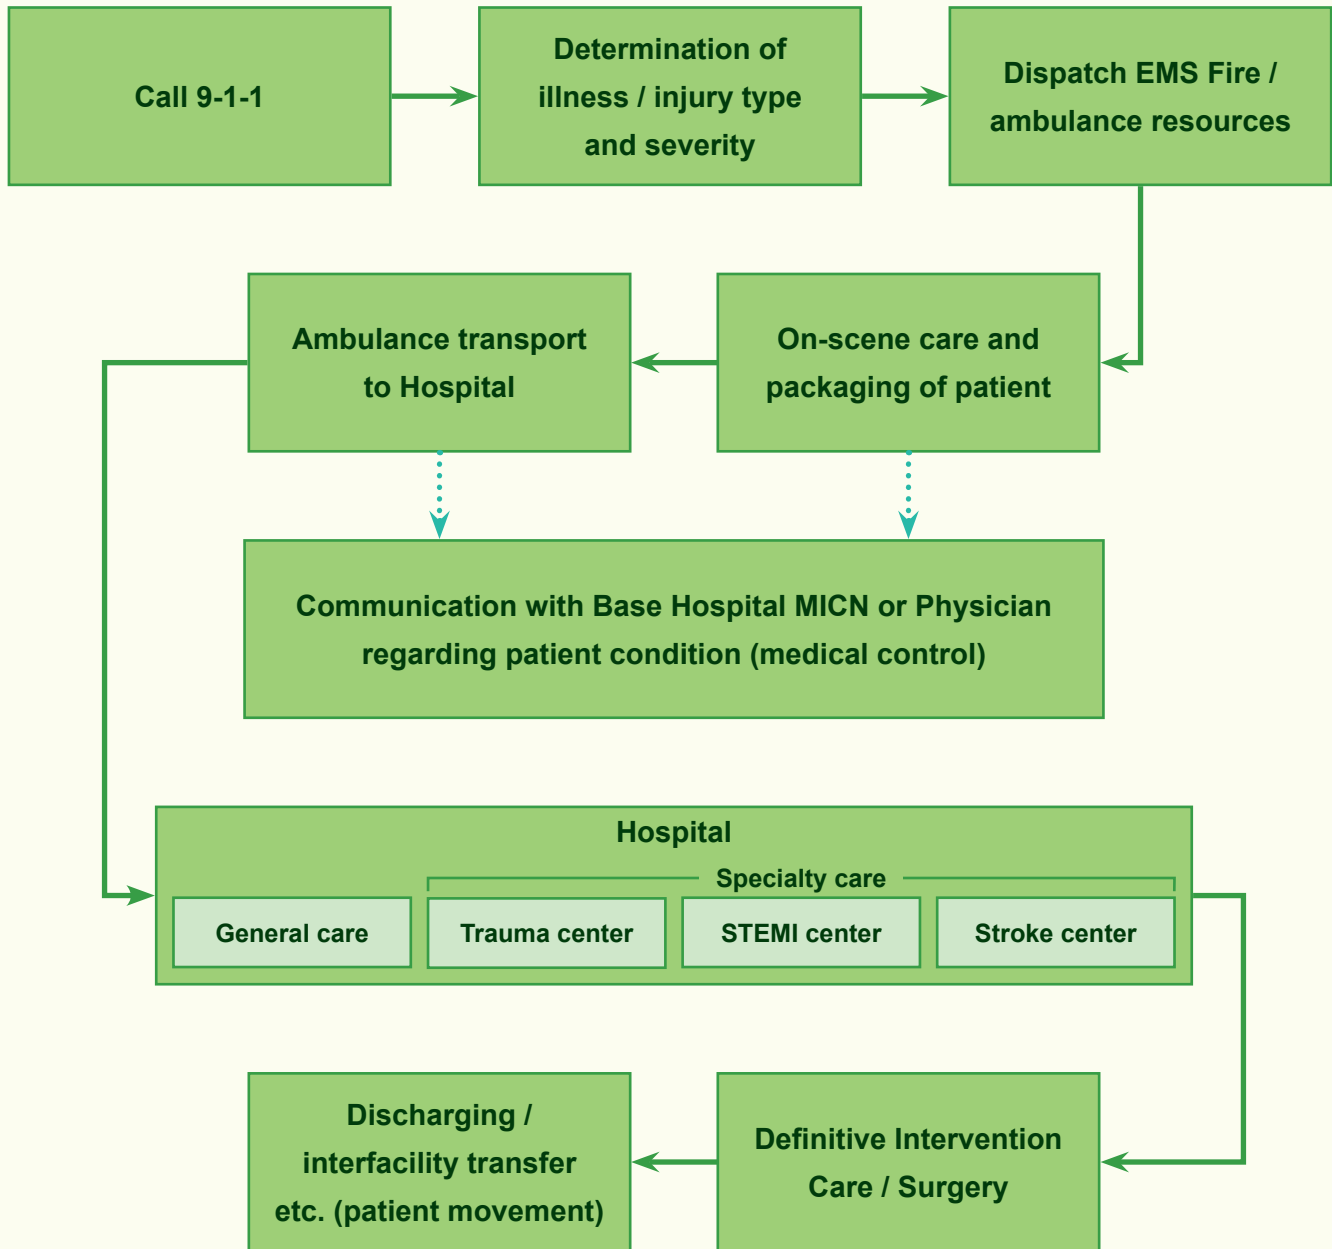 Call 9-1-1
Determination of
illness / injury type
and severity
Dispatch EMS Fire /
ambulance resources
Ambulance transport
to Hospital
On-scene care and
packaging of patient
Communication with Base Hospital MICN or Physician
regarding patient condition (medical control)
Hospital
Specialty care
General care
Trauma center
STEMI center
Stroke center
Discharging /
interfacility transfer
etc. (patient movement)
Definitive Intervention
Care / Surgery